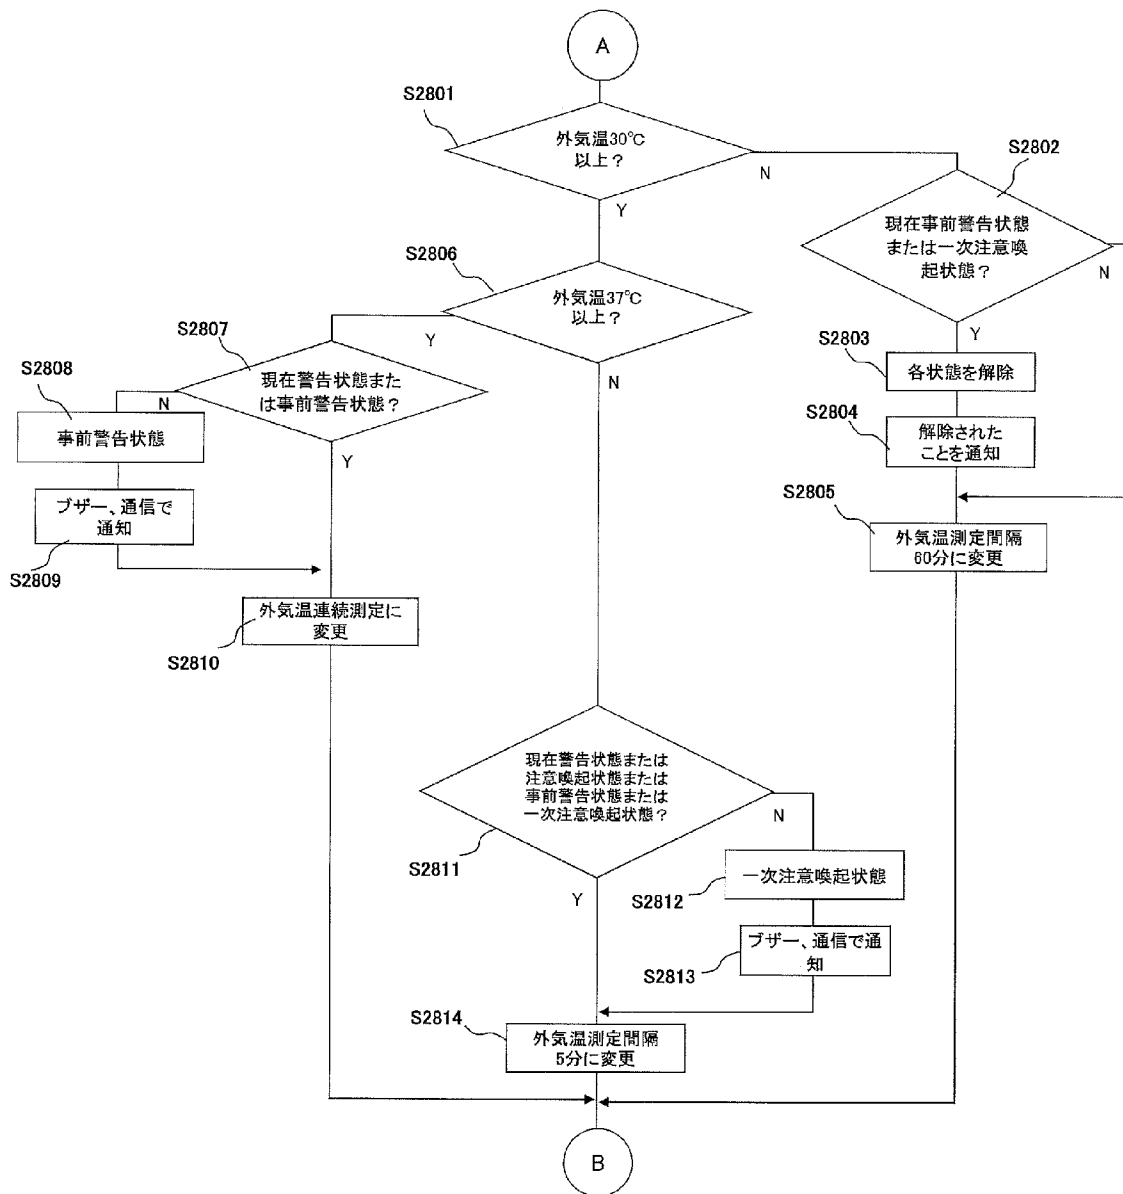 A
S2801
外気温30℃
以上？
N
Y
S2802
現在事前警告状態
または一次注意喚
起状態？
N
Y
S2803
各状態を解除
S2804
解除された
ことを通知
S2805
外気温測定間隔
60分に変更
S2806
外気温37℃
以上？
Y
N
S2807
現在警告状態また
は事前警告状態？
N
Y
S2808
事前警告状態
ブザー、通信で
通知
S2809
外気温連続測定に
変更
S2810
現在警告状態または
注意喚起状態または
事前警告状態または
一次注意喚起状態？
S2811
N
Y
一次注意喚起状態
S2812
ブザー、通信で通
知
S2813
S2814
外気温測定間隔
5分に変更
B